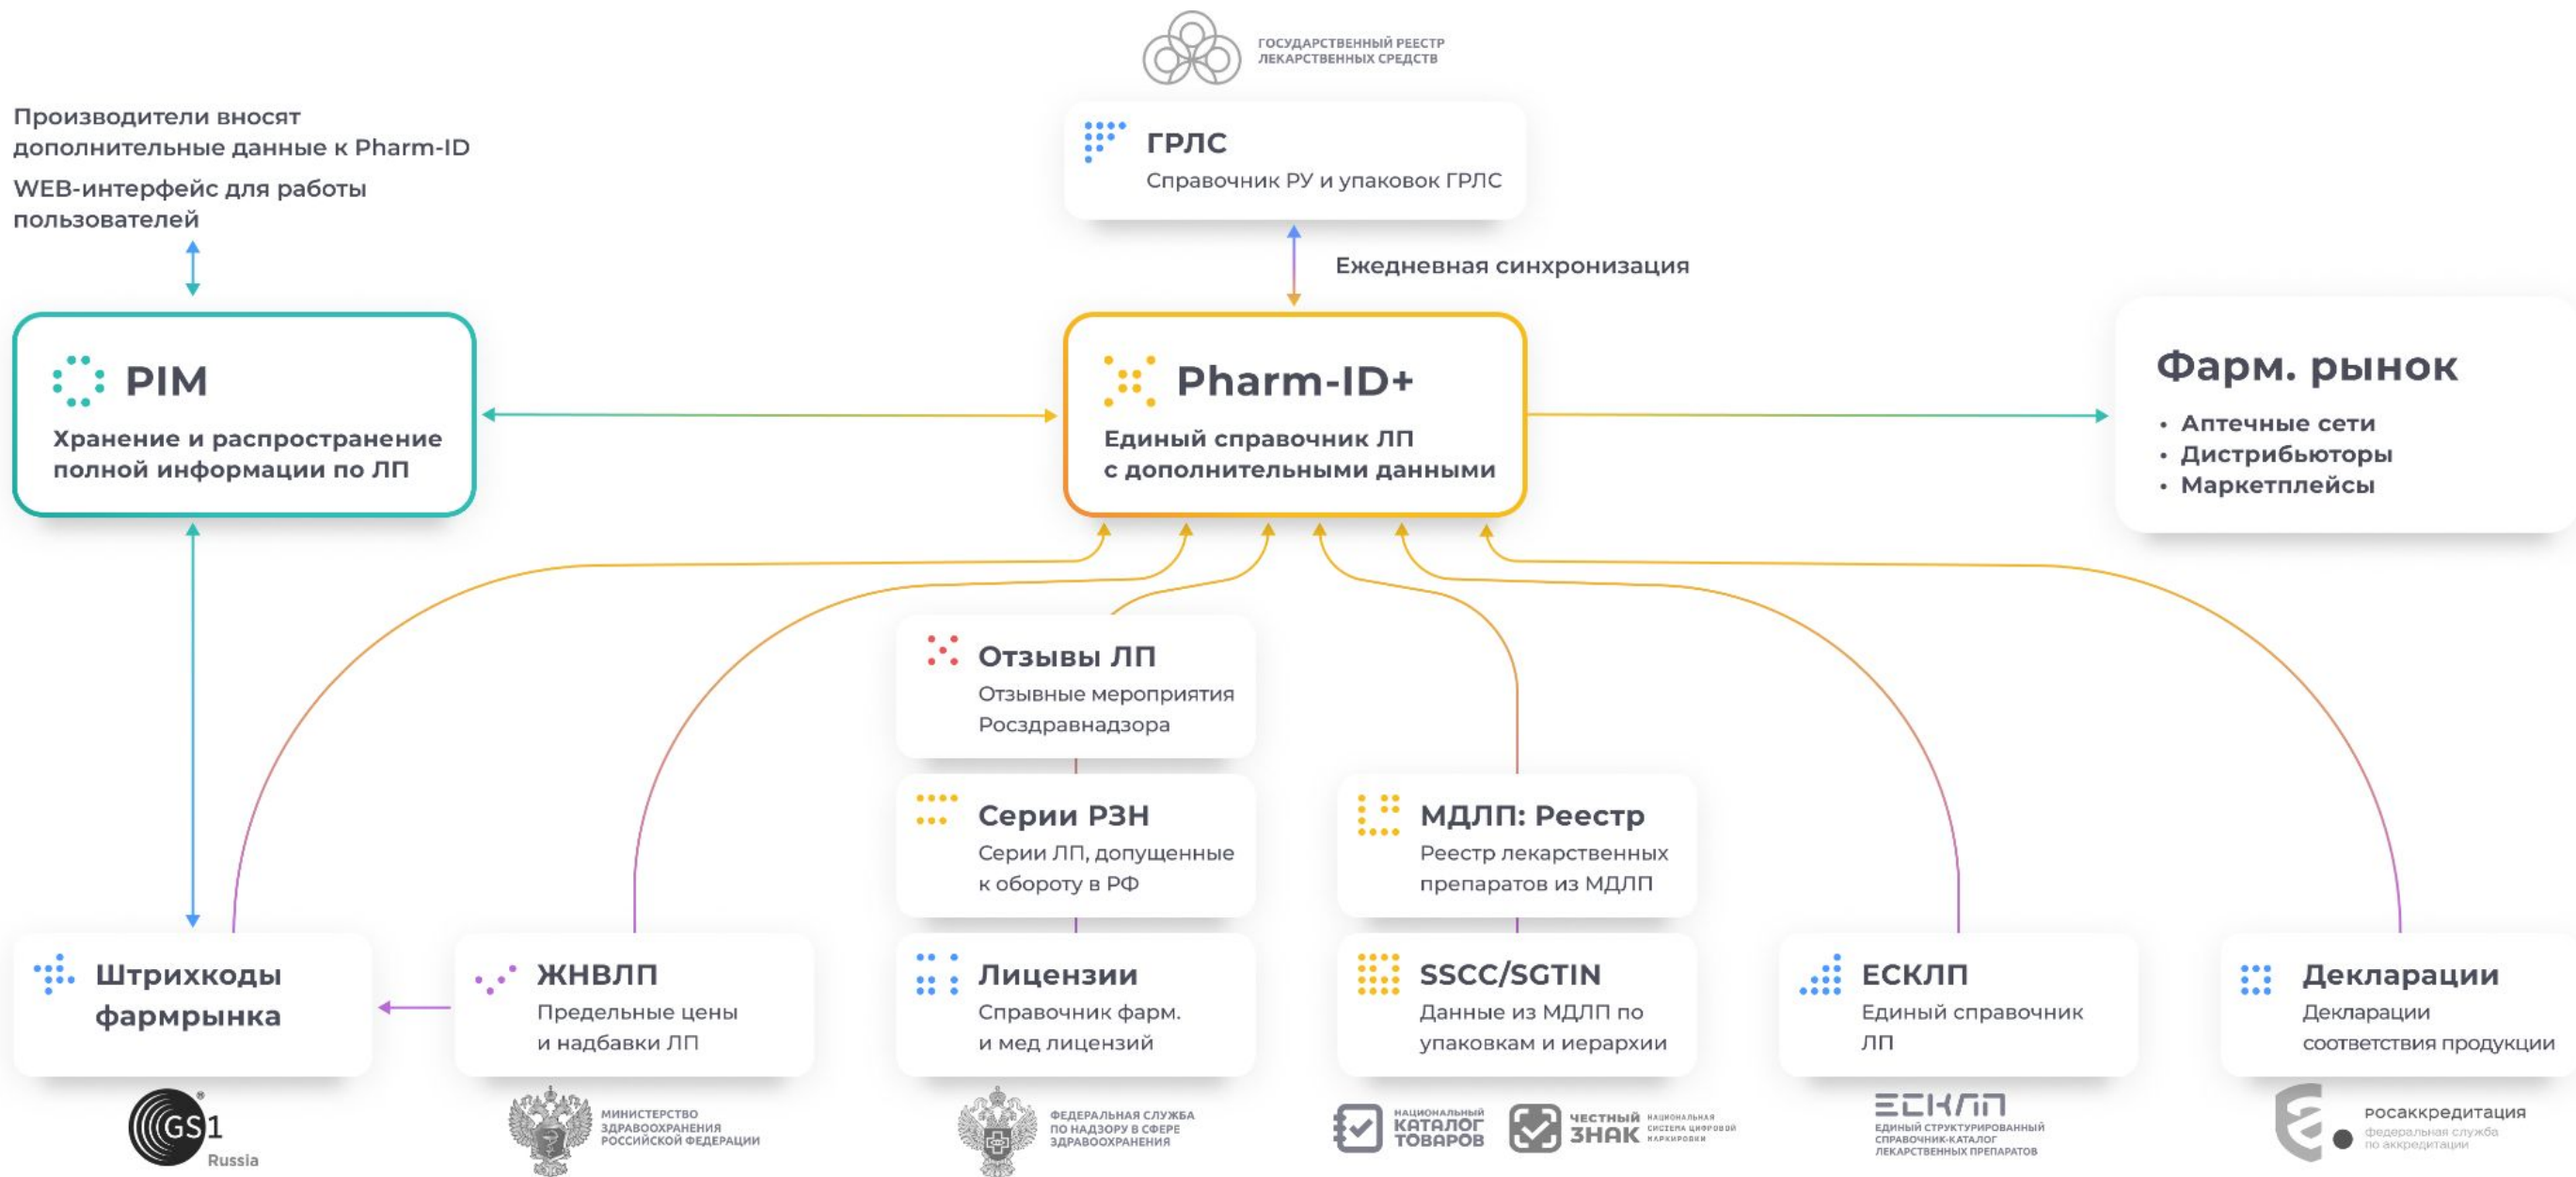 ГОСУДАРСТВЕННЫЙ РЕЕСТР
ЛЕКАРСТВЕННЫХ СРЕДСТВ
Производители вносят
дополнительные данные к Pharm-ID
WEB-интерфейс для работы
пользователей
ГРЛС
Справочник РУ и упаковок ГРЛС
Ежедневная синхронизация
PIM
Хранение и распространение
полной информации по ЛП
Pharm-ID+
Единый справочник ЛП
с дополнительными данными
Фарм. рынок
• Аптечные сети
• Дистрибьюторы
• Маркетплейсы
Отзывы ЛП
Отзывные мероприятия
Росздравнадзора
Серии РЗН
Серии ЛП, допущенные
к обороту в РФ
МДЛП: Реестр
Реестр лекарственных
препаратов из МДЛП
Штрихкоды
фармрынка
ЖНВЛП
Предельные цены
и надбавки ЛП
Лицензии
Справочник фарм.
и мед лицензий
SSCC/SGTIN
Данные из МДЛП по
упаковкам и иерархии
ЕСКЛП
Единый справочник
ЛП
Декларации
Декларации
соответствия продукции
GS1®
Russia
МИНИСТЕРСТВО
ЗДРАВООХРАНЕНИЯ
РОССИЙСКОЙ ФЕДЕРАЦИИ
ФЕДЕРАЛЬНАЯ СЛУЖБА
ПО НАДЗОРУ В СФЕРЕ
ЗДРАВООХРАНЕНИЯ
НАЦИОНАЛЬНЫЙ
КАТАЛОГ
ТОВАРОВ
ЧЕСТНЫЙ
ЗНАК
НАЦИОНАЛЬНАЯ
СИСТЕМА ЦИФРОВОЙ
МАРКИРОВКИ
ЕСКЛП
ЕДИНЫЙ СТРУКТУРИРОВАННЫЙ
СПРАВОЧНИК-КАТАЛОГ
ЛЕКАРСТВЕННЫХ ПРЕПАРАТОВ
росаккредитация
федеральная служба
по аккредитации